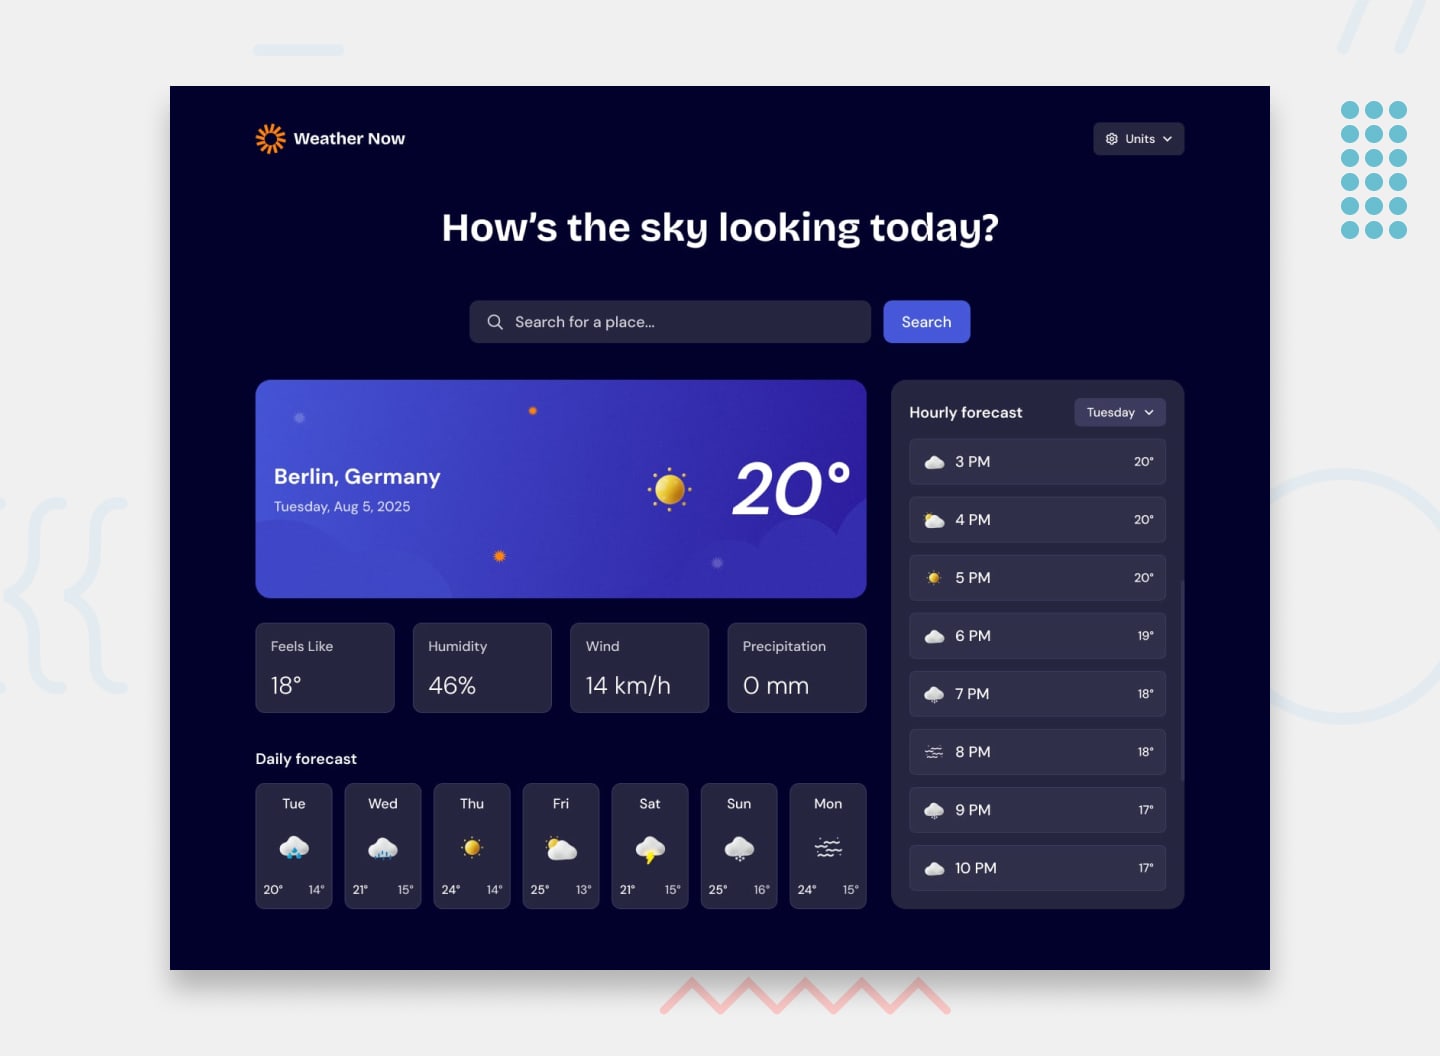 Weather Now
Units
How’s the sky looking today?
Search for a place...
Search
Berlin, Germany
Tuesday, Aug 5, 2025
20°
Feels Like
18°
Humidity
46%
Wind
14 km/h
Precipitation
0 mm
Daily forecast
Tue
20° 14°
Wed
21° 15°
Thu
24° 14°
Fri
25° 13°
Sat
21° 15°
Sun
25° 16°
Mon
24° 15°
Hourly forecast
Tuesday
3 PM 20°
4 PM 20°
5 PM 20°
6 PM 19°
7 PM 18°
8 PM 18°
9 PM 17°
10 PM 17°